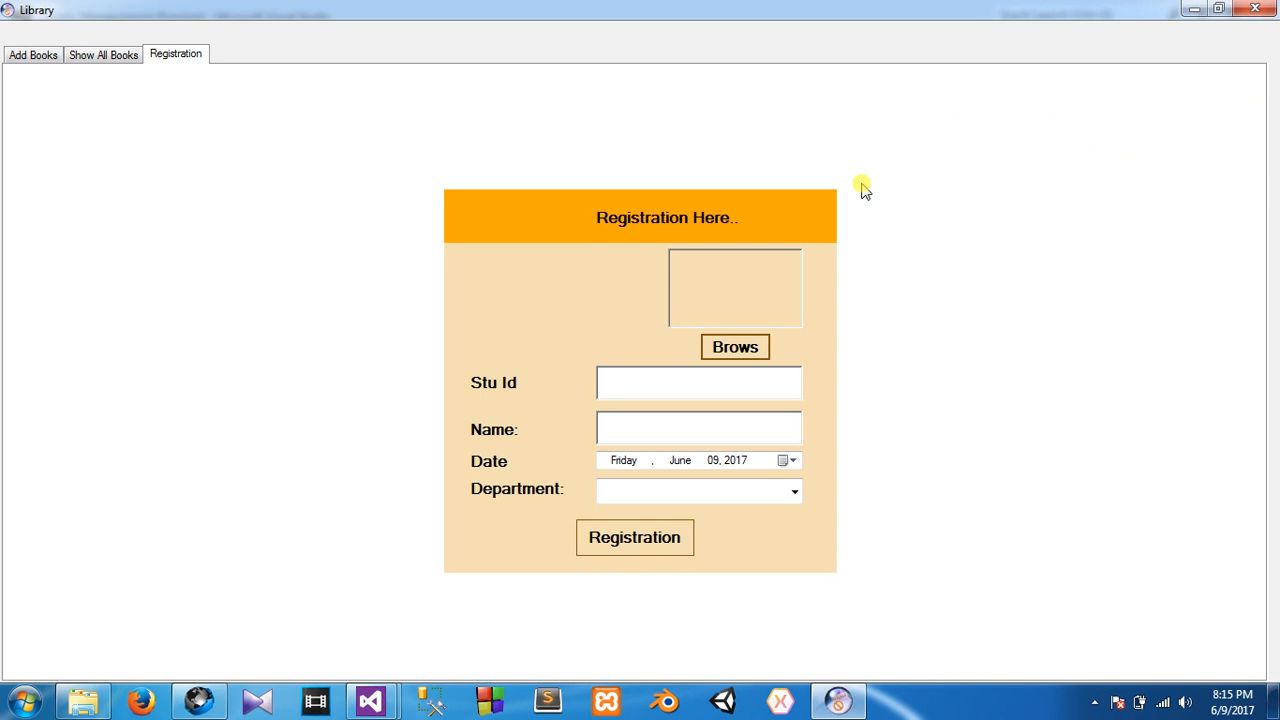 Library
Add Books
Show All Books
Registration
Registration Here..
Brows
Stu Id
Name:
Date
Friday , June 09, 2017
Department:
Registration
8:15 PM
6/9/2017